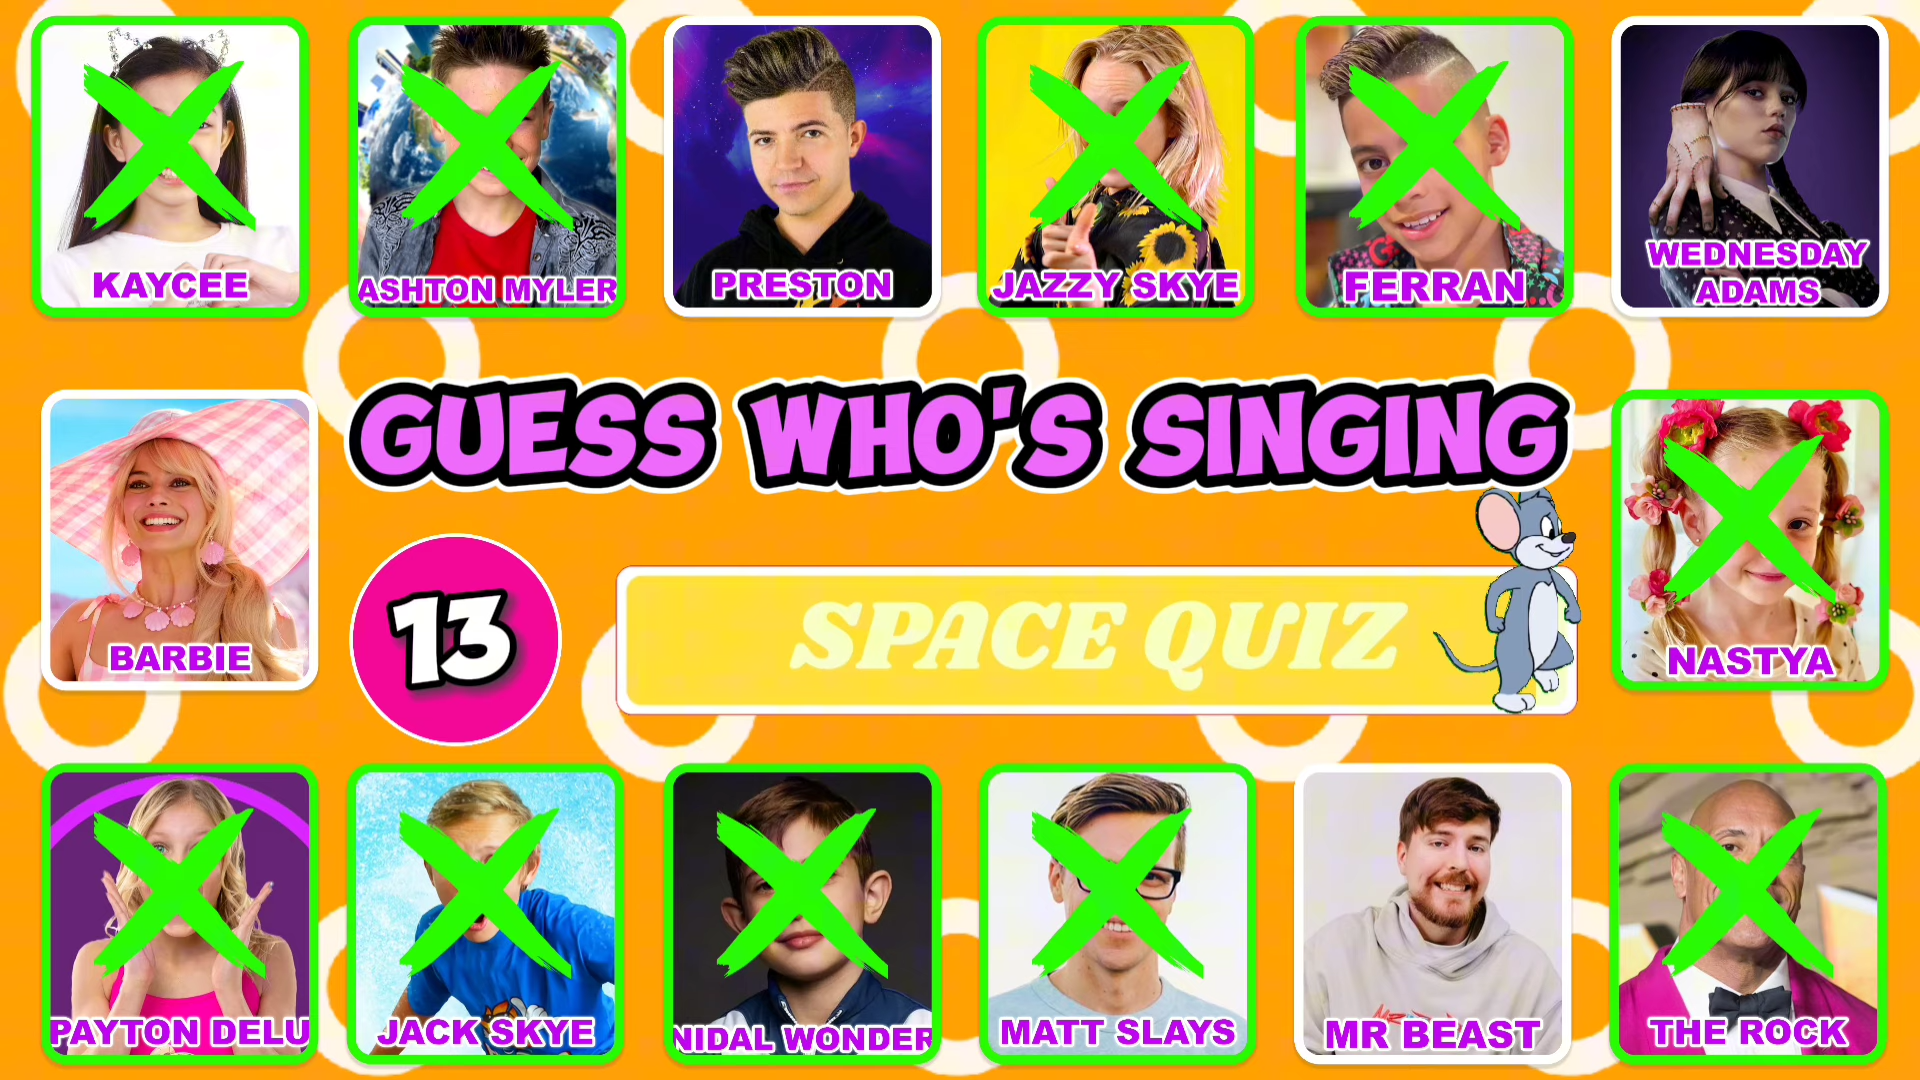 KAYCEE
ASHTON MYLER
PRESTON
JAZZY SKYE
FERRAN
WEDNESDAY
ADAMS
GUESS WHO'S SINGING
BARBIE
13
SPACE QUIZ
NASTYA
PAYTON DELU
JACK SKYE
NIDAL WONDER
MATT SLAYS
MR BEAST
THE ROCK